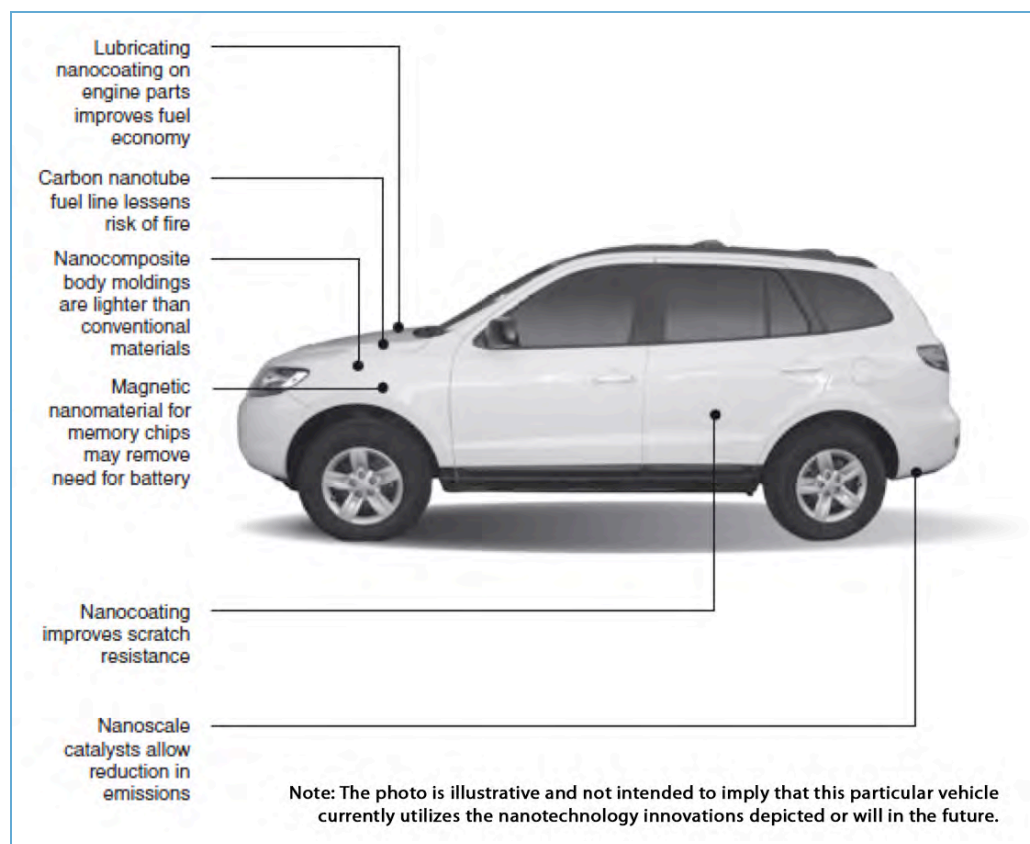 Lubricating
nanocoating on
engine parts
improves fuel
economy
Carbon nanotube
fuel line lessens
risk of fire
Nanocomposite
body moldings
are lighter than
conventional
materials
Magnetic
nanomaterial for
memory chips
may remove
need for battery
Nanocoating
improves scratch
resistance
Nanoscale
catalysts allow
reduction in
emissions
Note: The photo is illustrative and not intended to imply that this particular vehicle
currently utilizes the nanotechnology innovations depicted or will in the future.